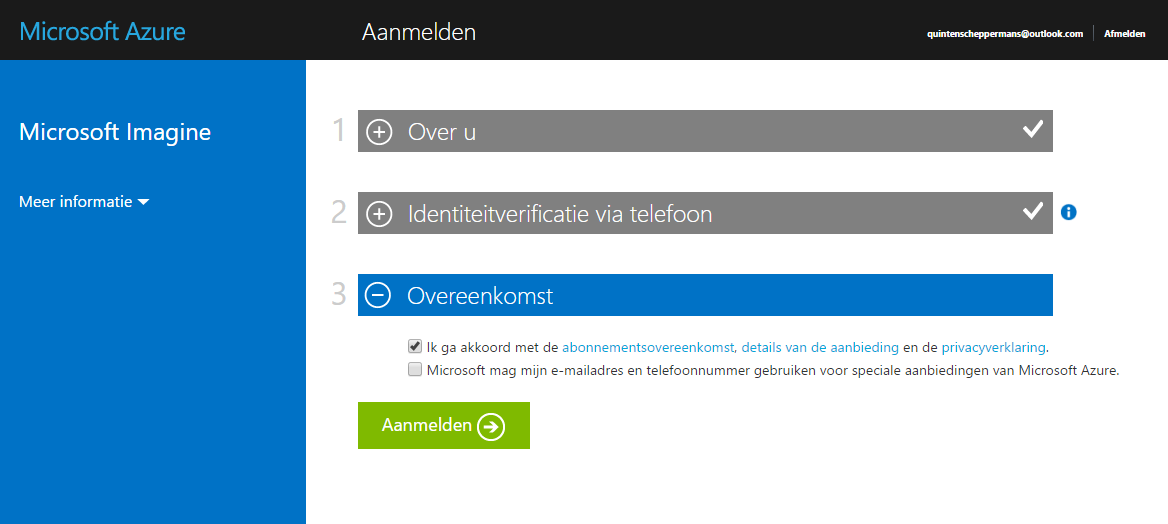 Microsoft Azure
Aanmelden
quintenscheppermans@outlook.com
Afmelden
Microsoft Imagine
Meer informatie
1
Over u
2
Identiteitverificatie via telefoon
3
Overeenkomst
Ik ga akkoord met de abonnementsovereenkomst, details van de aanbieding en de privacyverklaring.
Microsoft mag mijn e-mailadres en telefoonnummer gebruiken voor speciale aanbiedingen van Microsoft Azure.
Aanmelden